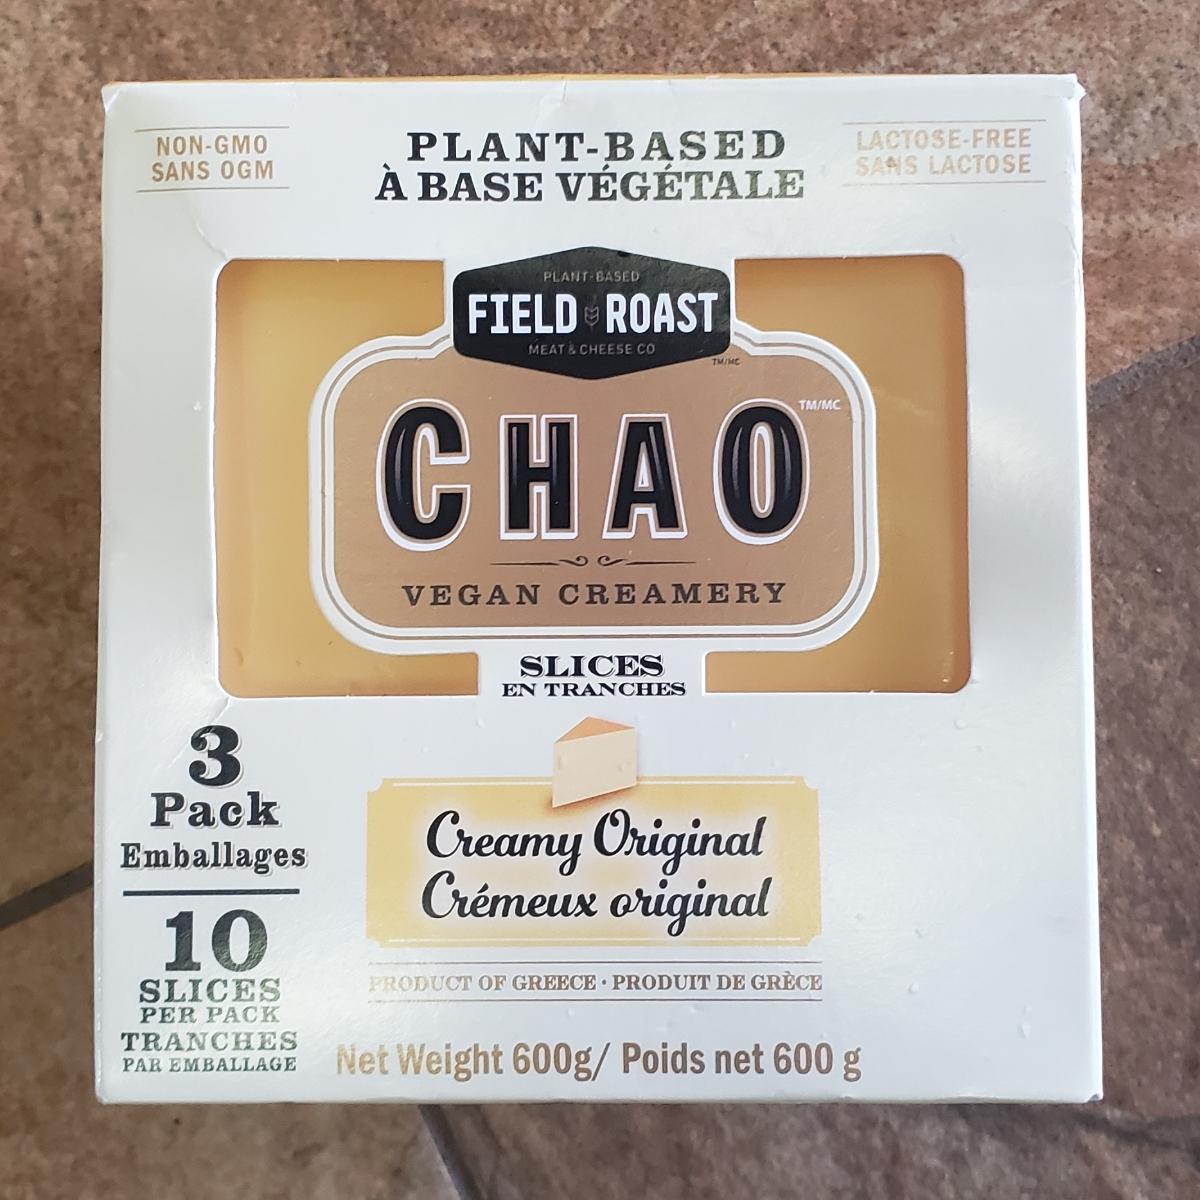 NON-GMO
SANS OGM
PLANT-BASED
À BASE VÉGÉTALE
LACTOSE-FREE
SANS LACTOSE
PLANT-BASED
FIELD ROAST
MEAT & CHEESE CO
TM/MC
CHAO
TM/MC
VEGAN CREAMERY
SLICES
EN TRANCHES
3
Pack
Emballages
10
SLICES
PER PACK
TRANCHES
PAR EMBALLAGE
Creamy Original
Crémeux original
PRODUCT OF GREECE · PRODUIT DE GRÈCE
Net Weight 600g/ Poids net 600 g